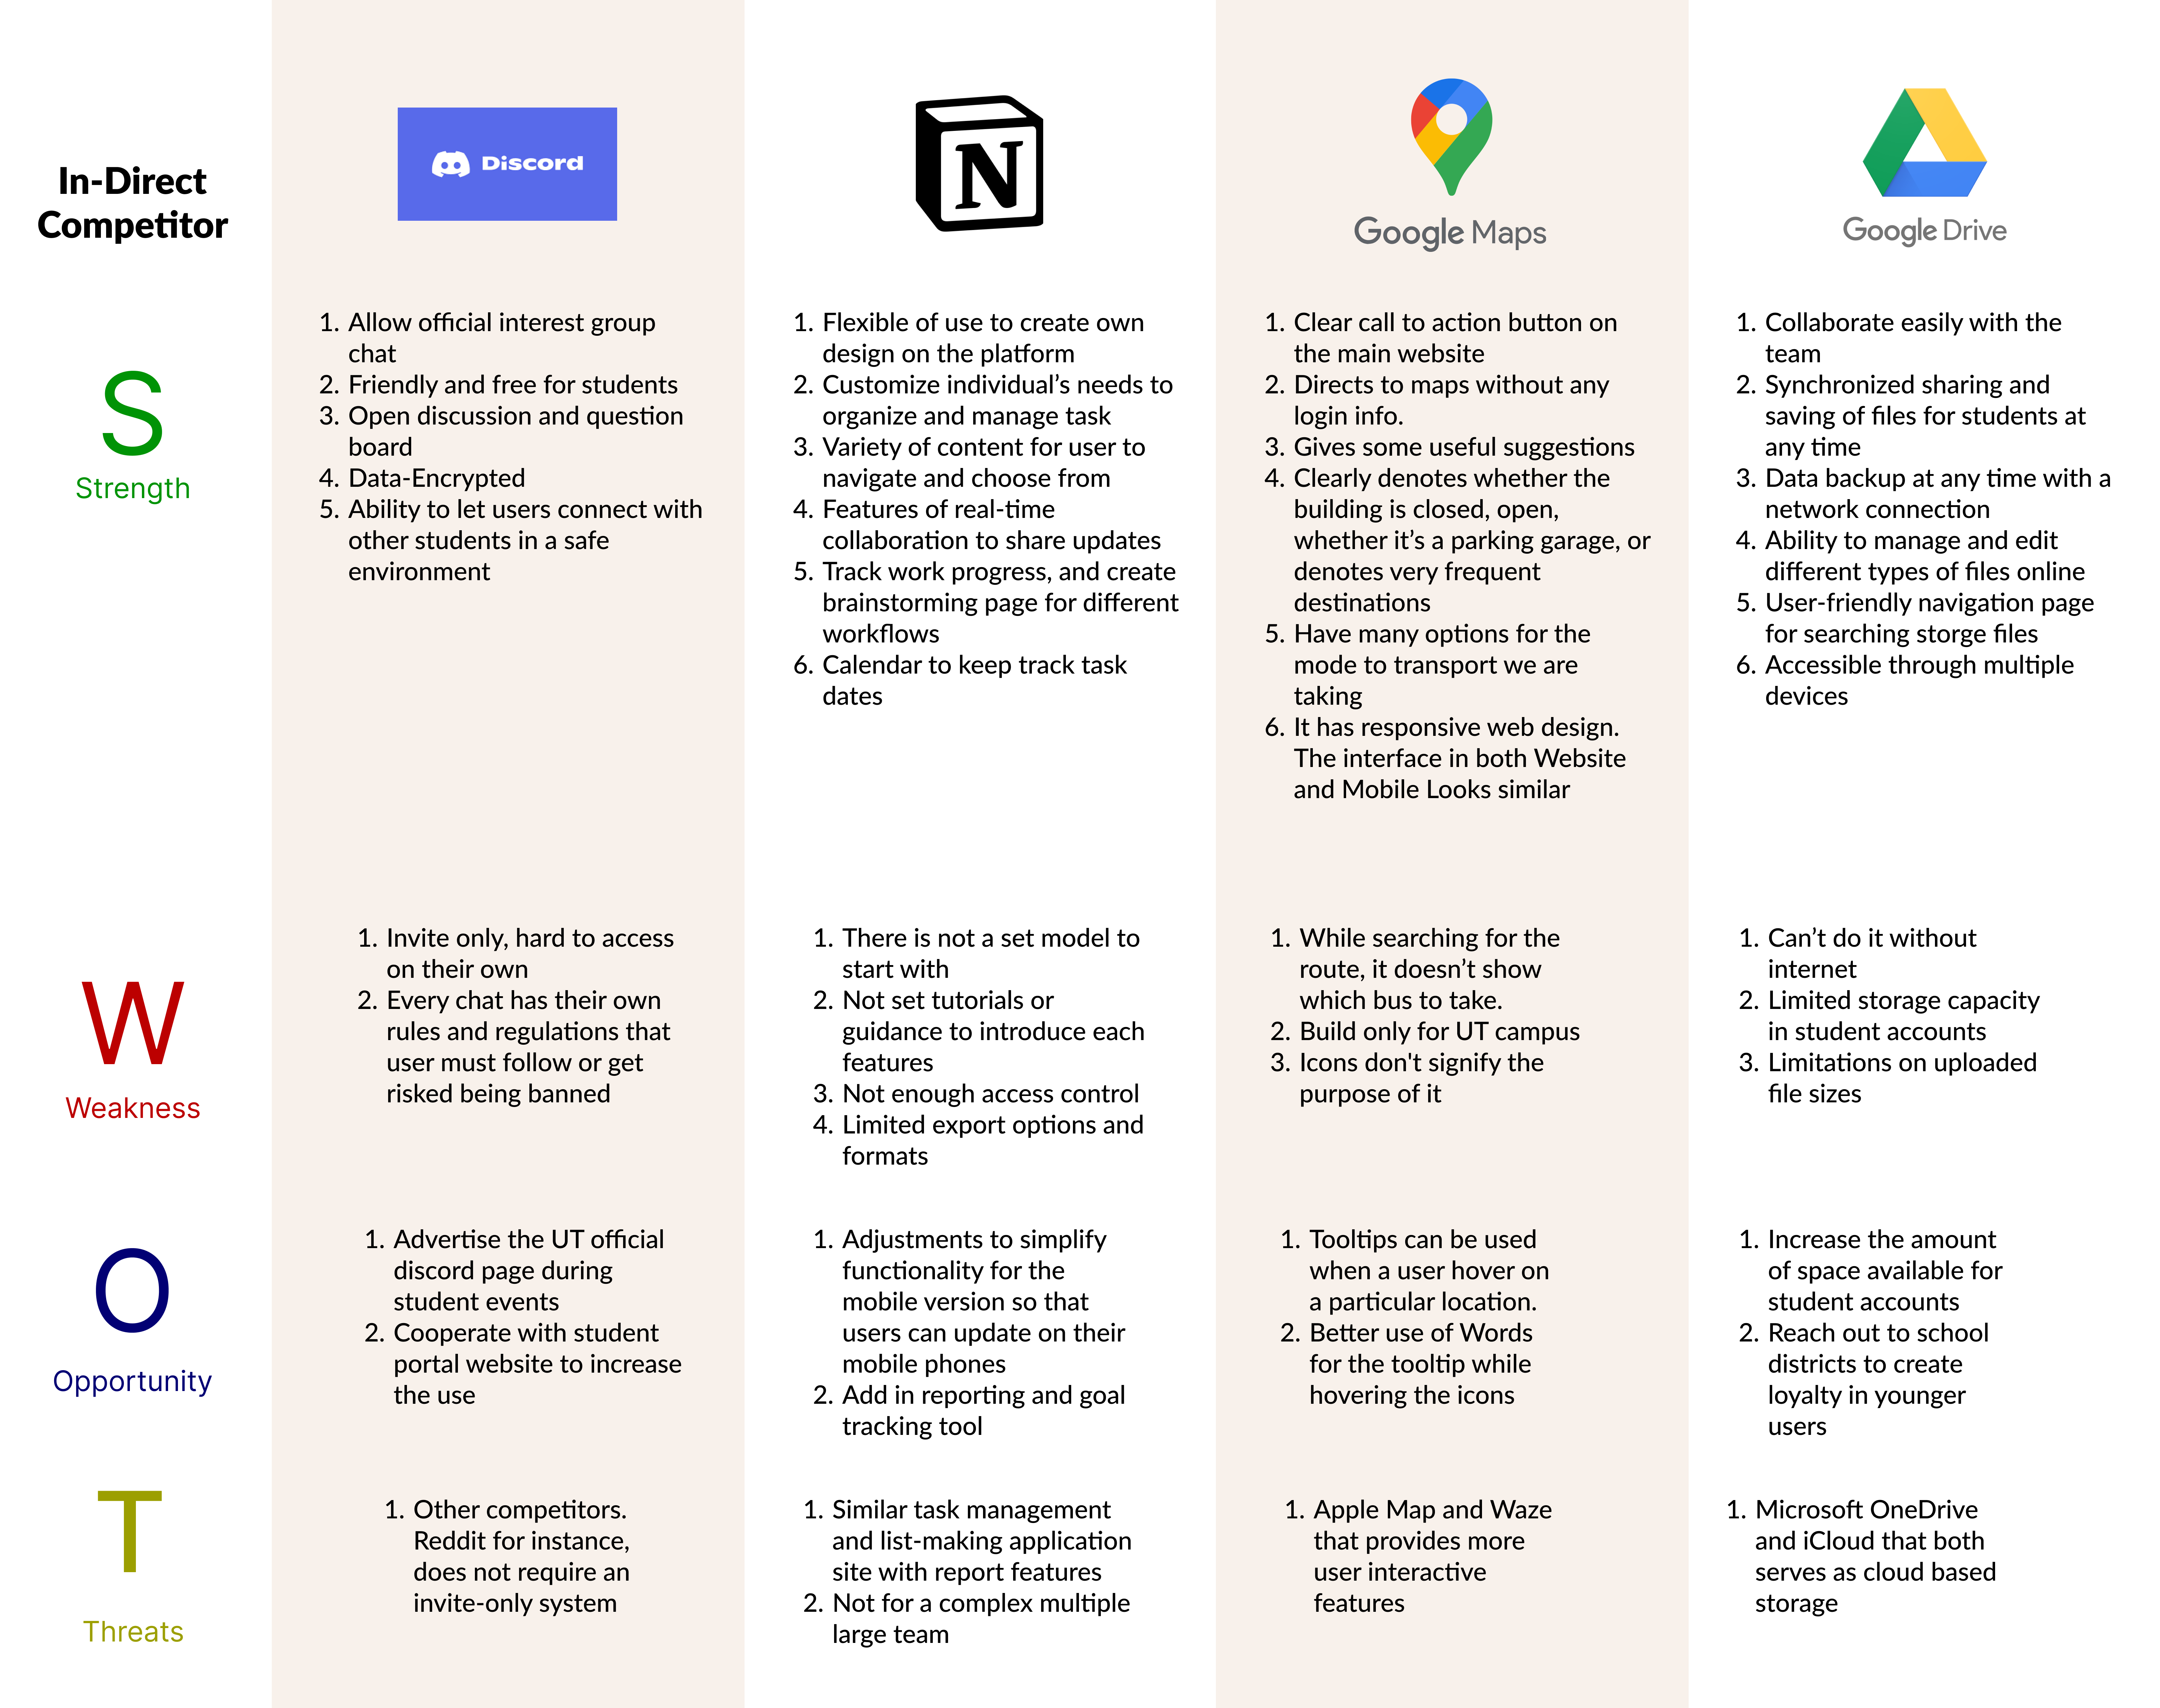 In-Direct
Competitor
Discord
N
Google Maps
Google Drive
S
Strength
1. Allow official interest group
chat
2. Friendly and free for students
3. Open discussion and question
board
4. Data-Encrypted
5. Ability to let users connect with
other students in a safe
environment
1. Flexible of use to create own
design on the platform
2. Customize individual’s needs to
organize and manage task
3. Variety of content for user to
navigate and choose from
4. Features of real-time
collaboration to share updates
5. Track work progress, and create
brainstorming page for different
workflows
6. Calendar to keep track task
dates
1. Clear call to action button on
the main website
2. Directs to maps without any
login info.
3. Gives some useful suggestions
4. Clearly denotes whether the
building is closed, open,
whether it’s a parking garage, or
denotes very frequent
destinations
5. Have many options for the
mode to transport we are
taking
6. It has responsive web design.
The interface in both Website
and Mobile Looks similar
1. Collaborate easily with the
team
2. Synchronized sharing and
saving of files for students at
any time
3. Data backup at any time with a
network connection
4. Ability to manage and edit
different types of files online
5. User-friendly navigation page
for searching storge files
6. Accessible through multiple
devices
W
Weakness
1. Invite only, hard to access
on their own
2. Every chat has their own
rules and regulations that
user must follow or get
risked being banned
1. There is not a set model to
start with
2. Not set tutorials or
guidance to introduce each
features
3. Not enough access control
4. Limited export options and
formats
1. While searching for the
route, it doesn’t show
which bus to take.
2. Build only for UT campus
3. Icons don't signify the
purpose of it
1. Can’t do it without
internet
2. Limited storage capacity
in student accounts
3. Limitations on uploaded
file sizes
O
Opportunity
1. Advertise the UT official
discord page during
student events
2. Cooperate with student
portal website to increase
the use
1. Adjustments to simplify
functionality for the
mobile version so that
users can update on their
mobile phones
2. Add in reporting and goal
tracking tool
1. Tooltips can be used
when a user hover on
a particular location.
2. Better use of Words
for the tooltip while
hovering the icons
1. Increase the amount
of space available for
student accounts
2. Reach out to school
districts to create
loyalty in younger
users
T
Threats
1. Other competitors.
Reddit for instance,
does not require an
invite-only system
1. Similar task management
and list-making application
site with report features
2. Not for a complex multiple
large team
1. Apple Map and Waze
that provides more
user interactive
features
1. Microsoft OneDrive
and iCloud that both
serves as cloud based
storage